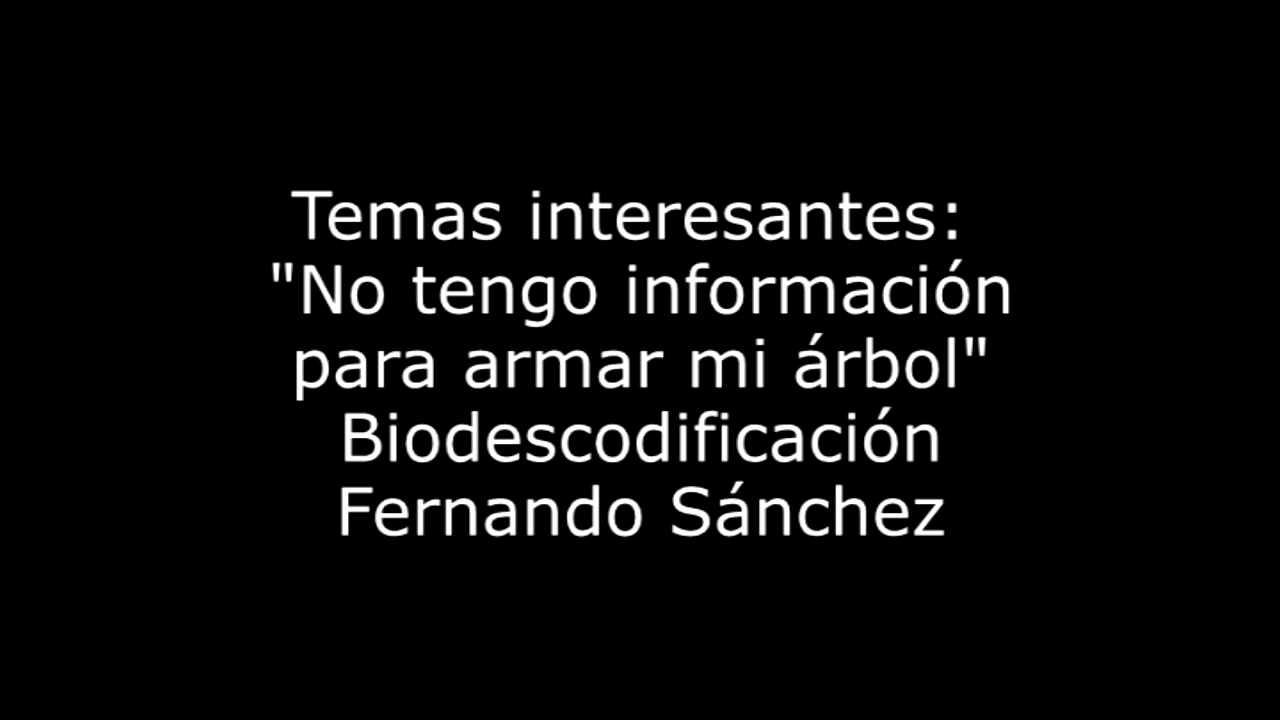 Temas interesantes:
"No tengo información
para armar mi árbol"
Biodescodificación
Fernando Sánchez